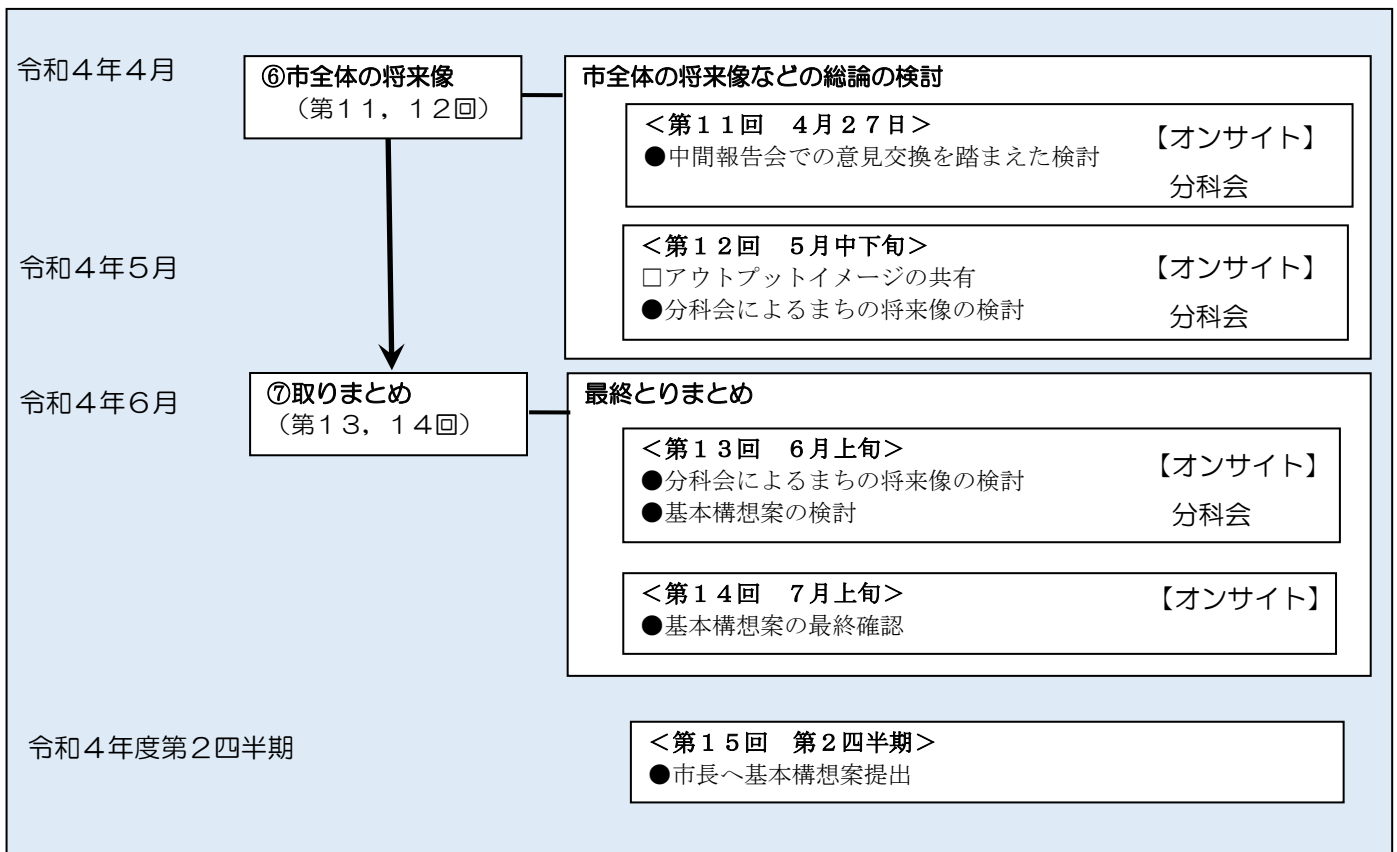 令和4年4月
⑥市全体の将来像
(第11,12回)
市全体の将来像などの総論の検討
<第11回 4月27日>
【オンサイト】
●中間報告会での意見交換を踏まえた検討
分科会
令和4年5月
<第12回 5月中下旬>
【オンサイト】
□アウトプットイメージの共有
●分科会によるまちの将来像の検討
分科会
令和4年6月
⑦取りまとめ
(第13,14回)
最終とりまとめ
<第13回 6月上旬>
【オンサイト】
●分科会によるまちの将来像の検討
●基本構想案の検討
分科会
<第14回 7月上旬>
【オンサイト】
●基本構想案の最終確認
令和4年度第2四半期
<第15回 第2四半期>
●市長へ基本構想案提出